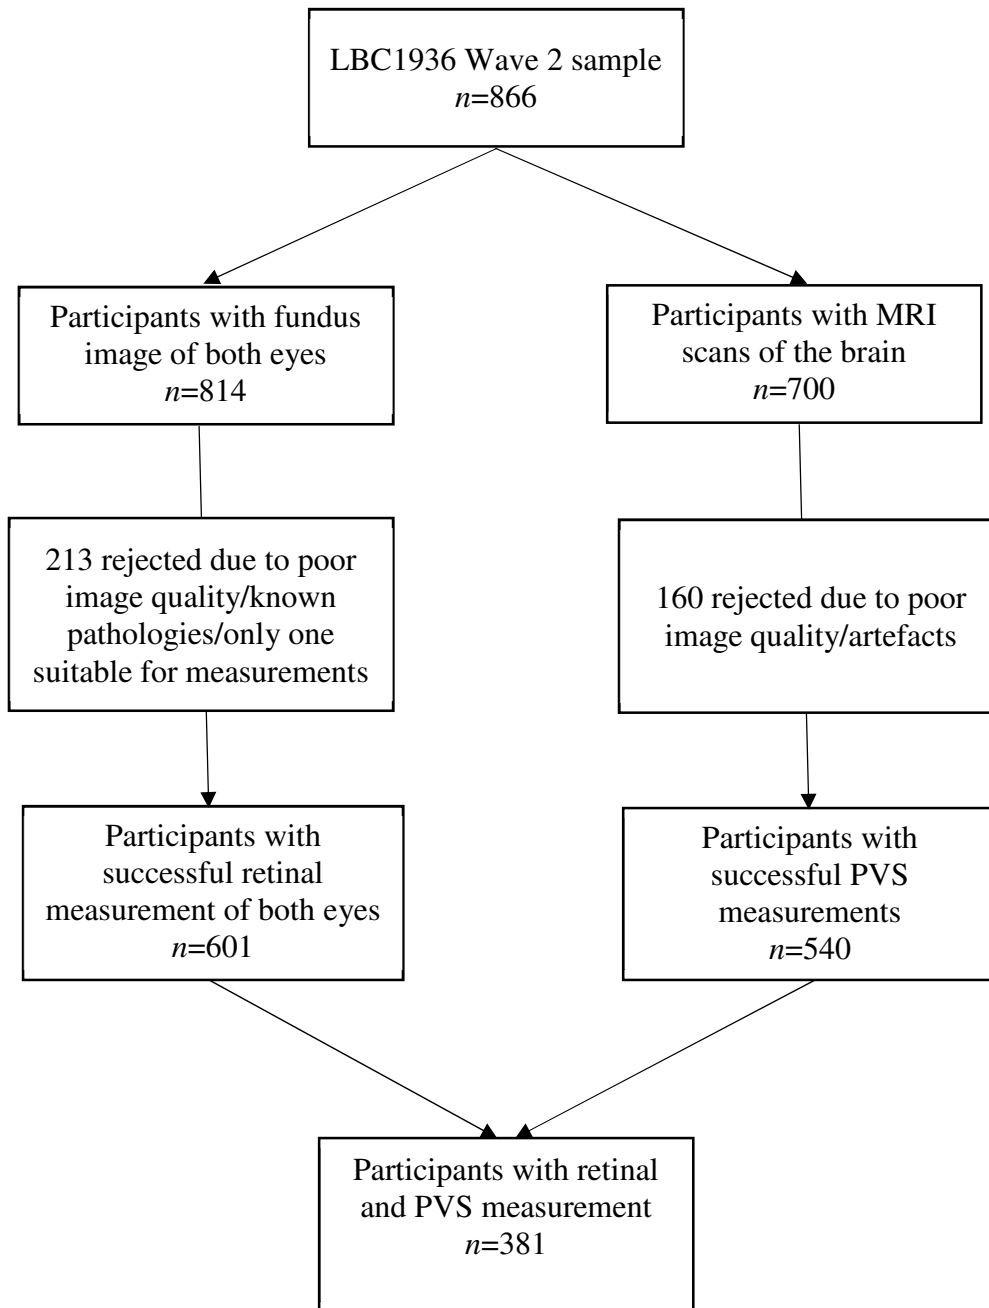 LBC1936 Wave 2 sample
n=866
Participants with fundus
image of both eyes
n=814
Participants with MRI
scans of the brain
n=700
213 rejected due to poor
image quality/known
pathologies/only one
suitable for measurements
160 rejected due to poor
image quality/artefacts
Participants with
successful retinal
measurement of both eyes
n=601
Participants with
successful PVS
measurements
n=540
Participants with retinal
and PVS measurement
n=381